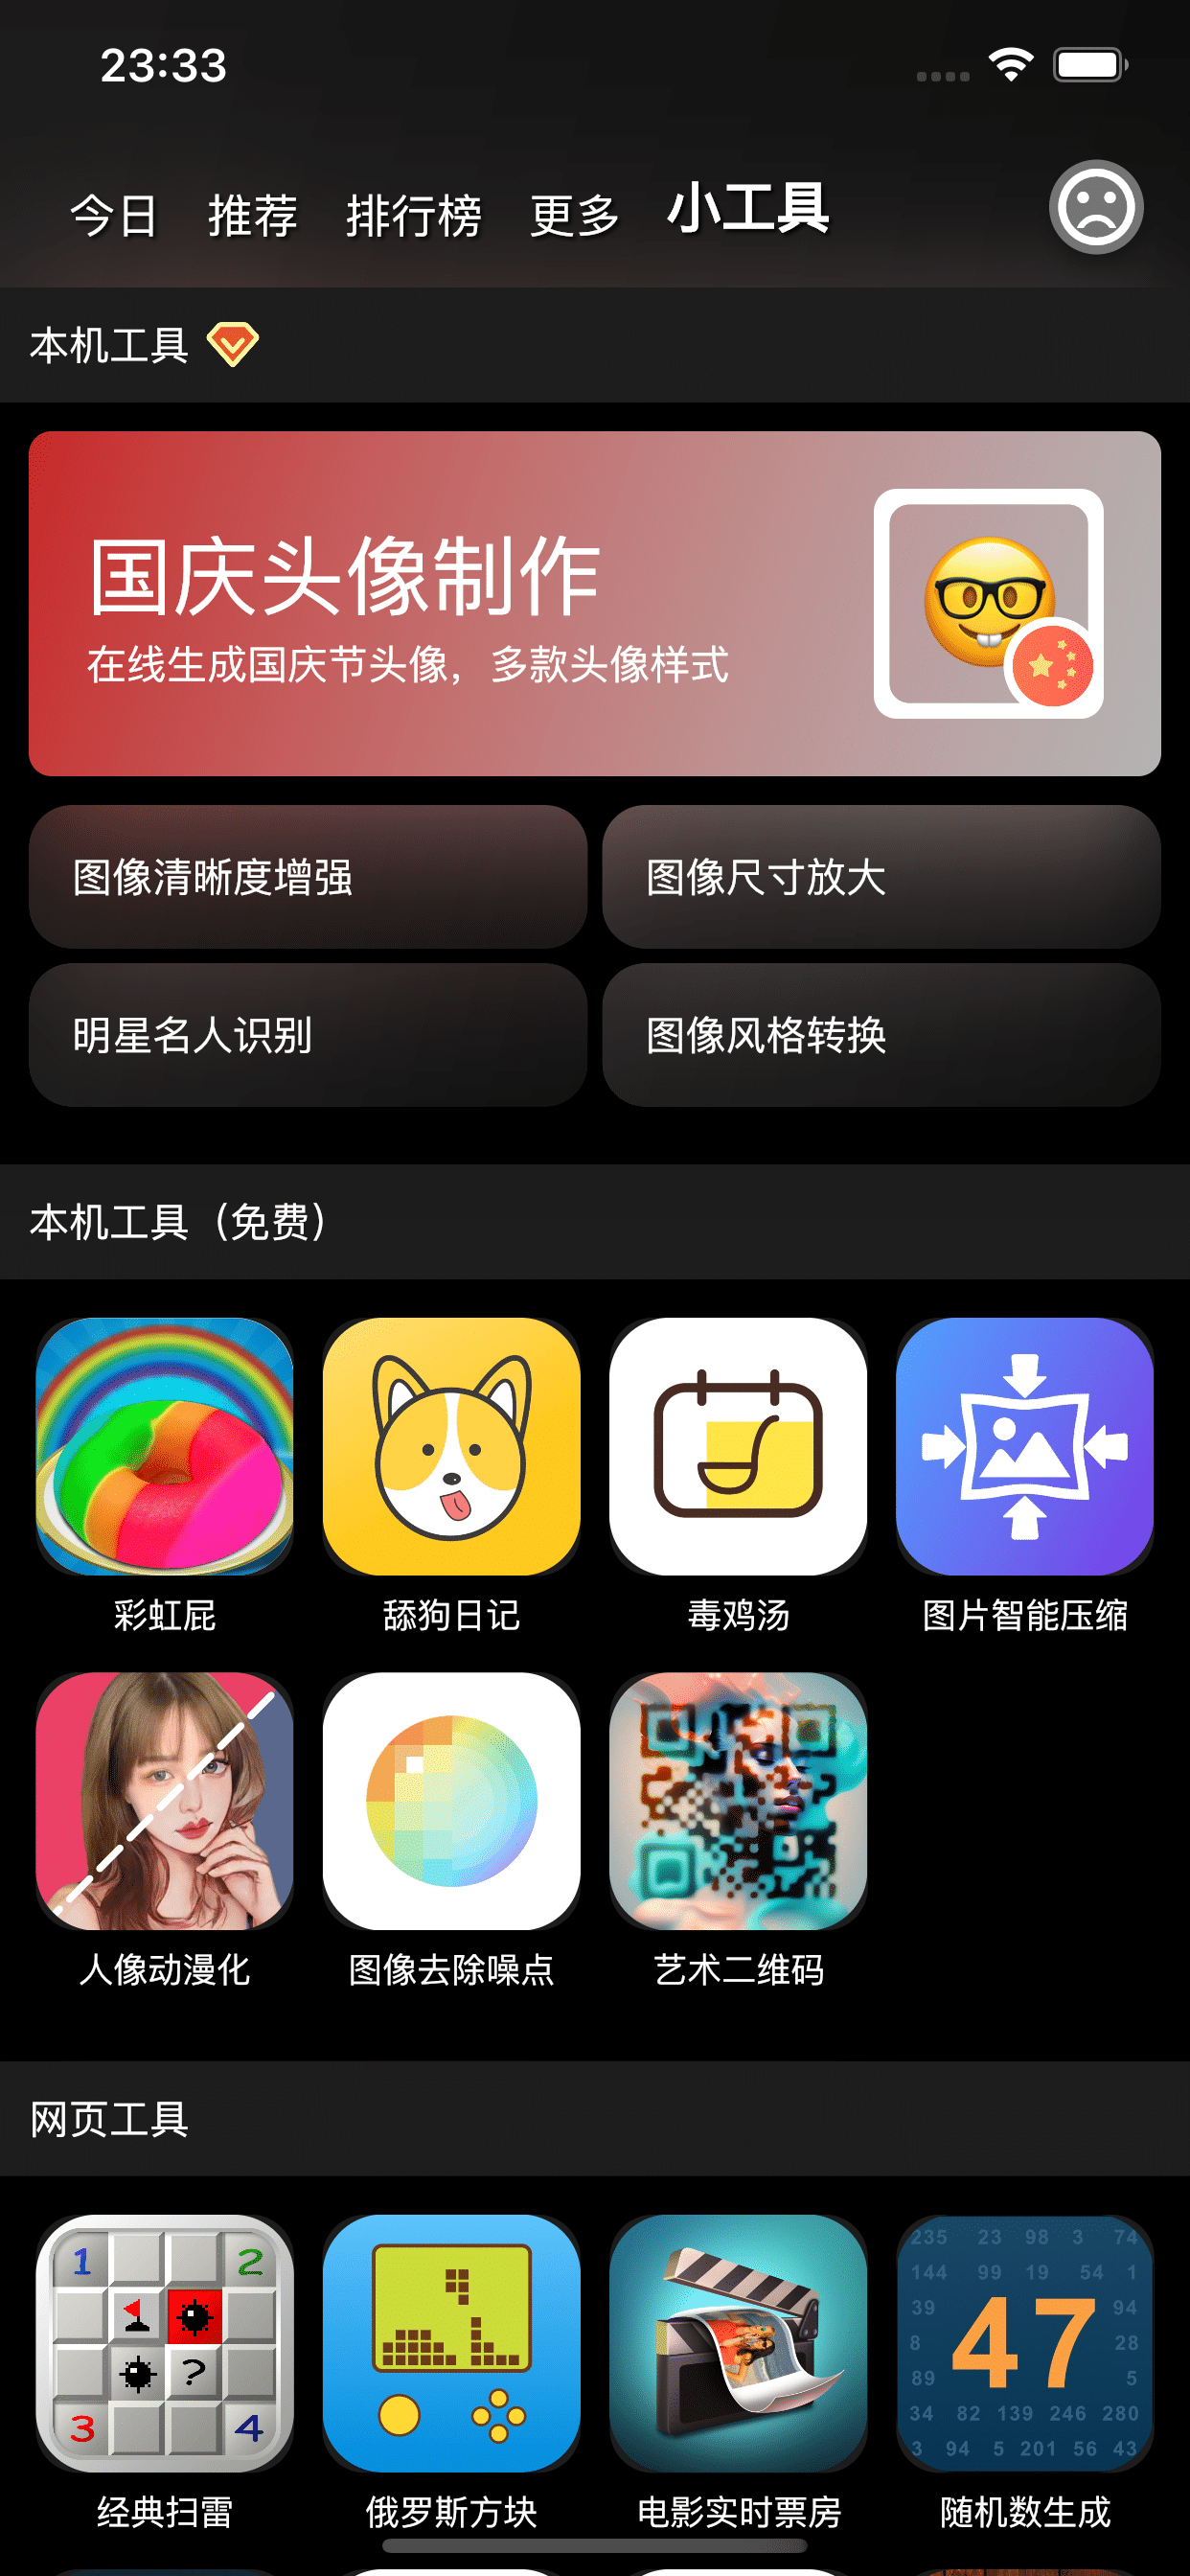 23:33
今日 推荐 排行榜 更多 小工具
本机工具
国庆头像制作
在线生成国庆节头像，多款头像样式
图像清晰度增强 图像尺寸放大
明星名人识别 图像风格转换
本机工具（免费）
彩虹屁 舔狗日记 毒鸡汤 图片智能压缩
人像动漫化 图像去除噪点 艺术二维码
网页工具
1 2
?
3 4
235 23 98 3 74
144 99 19 54 1
39 94
47
8 28
89 5
34 82 139 246 280
3 94 5 201 56 43
经典扫雷 俄罗斯方块 电影实时票房 随机数生成